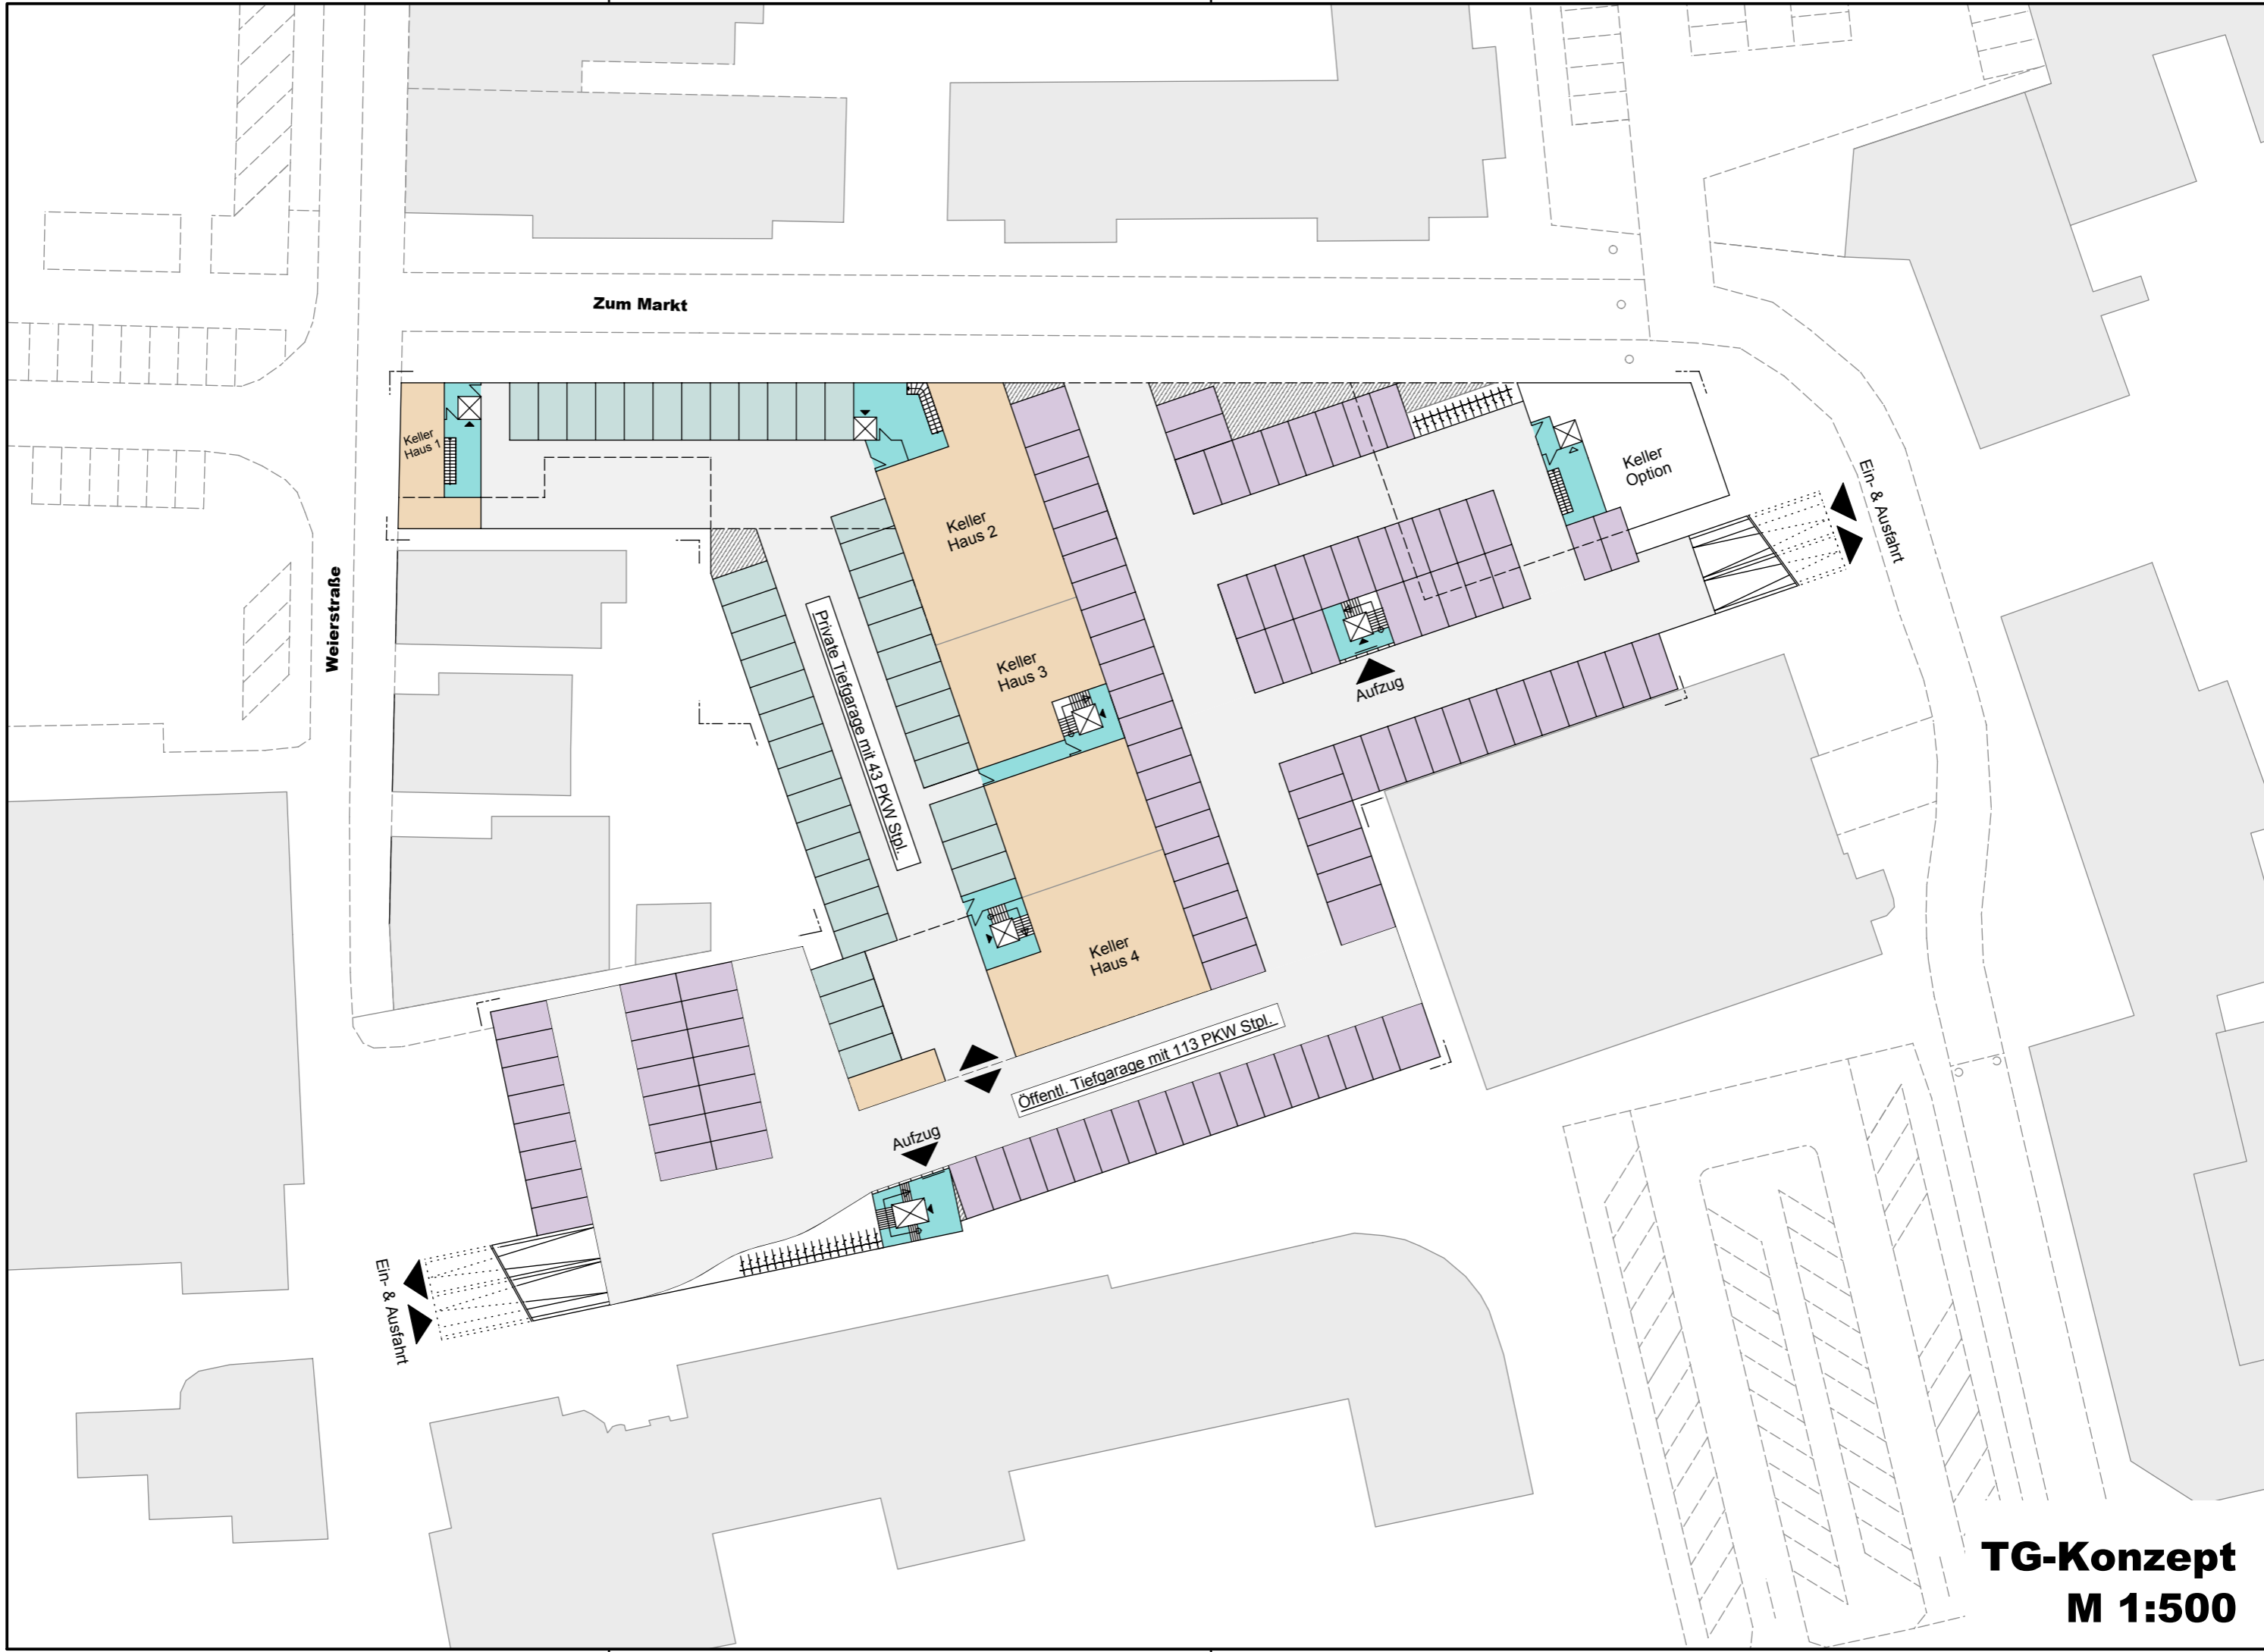 Zum Markt
Keller
Haus 1
Keller
Haus 2
Keller
Option
Ein- & Ausfahrt
Weierstraße
Private Tiefgarage mit 43 PKW Stpl.
Keller
Haus 3
Aufzug
Keller
Haus 4
Öffentl. Tiefgarage mit 113 PKW Stpl.
Aufzug
Ein- & Ausfahrt
TG-Konzept
M 1:500